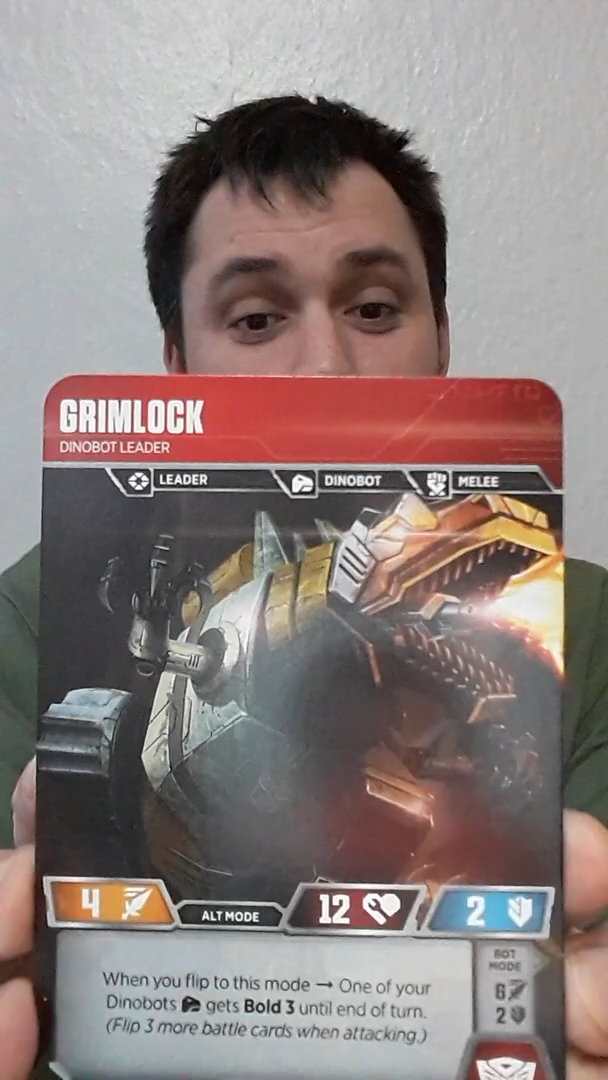 GRIMLOCK
DINOBOT LEADER
LEADER DINOBOT MELEE
4 ALT MODE 12 2
When you flip to this mode → One of your
Dinobots gets Bold 3 until end of turn.
(Flip 3 more battle cards when attacking.)
BOT
MODE
6
2